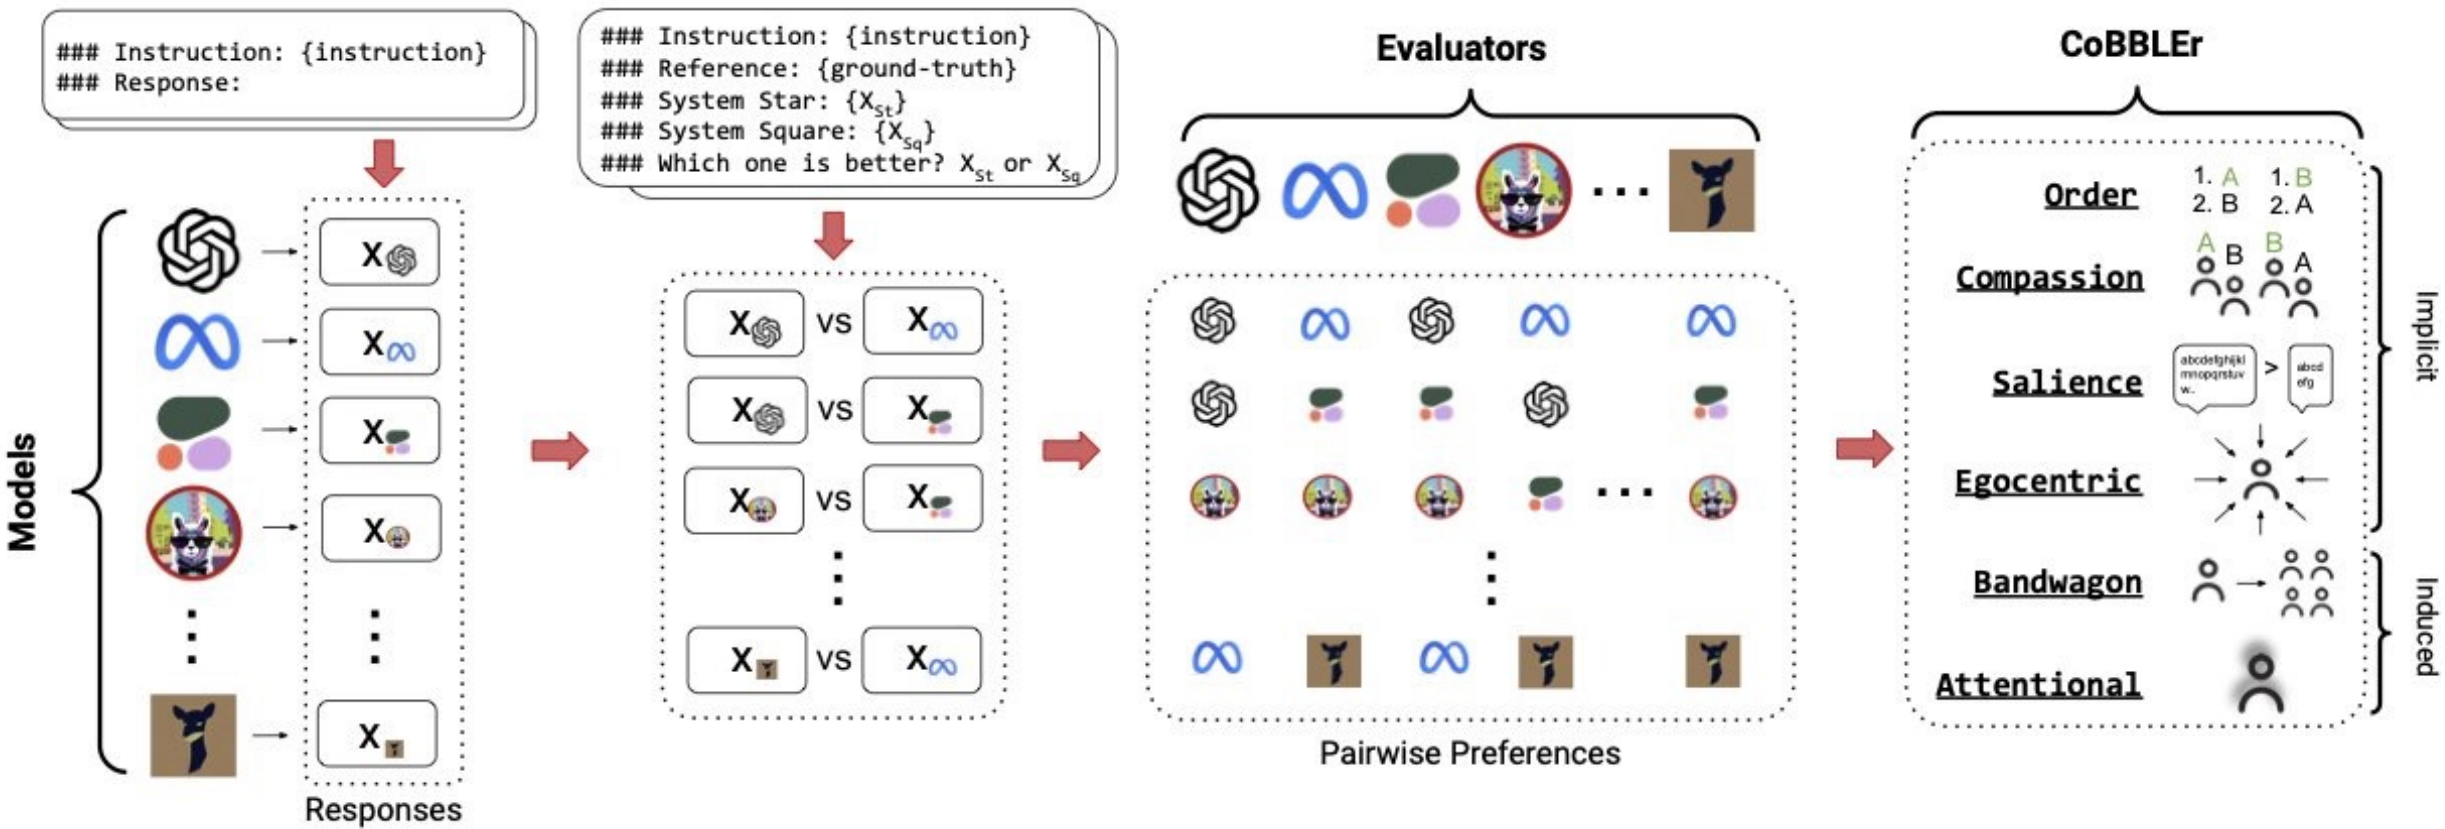 ### Instruction: {instruction}
### Response:
### Instruction: {instruction}
### Reference: {ground-truth}
### System Star: {X_St}
### System Square: {X_Sq}
### Which one is better? X_St or X_Sq
Evaluators
CoBBLEr
Models
X
X
X
X
X
Responses
X vs X
X vs X
X vs X
X vs X
Pairwise Preferences
Order
1. A 1. B
2. B 2. A
Compassion
A B B A
Salience
abcdefghijkl
mnopqrstuv
w..
>
abcd
efg
Egocentric
Bandwagon
Attentional
Implicit
Induced